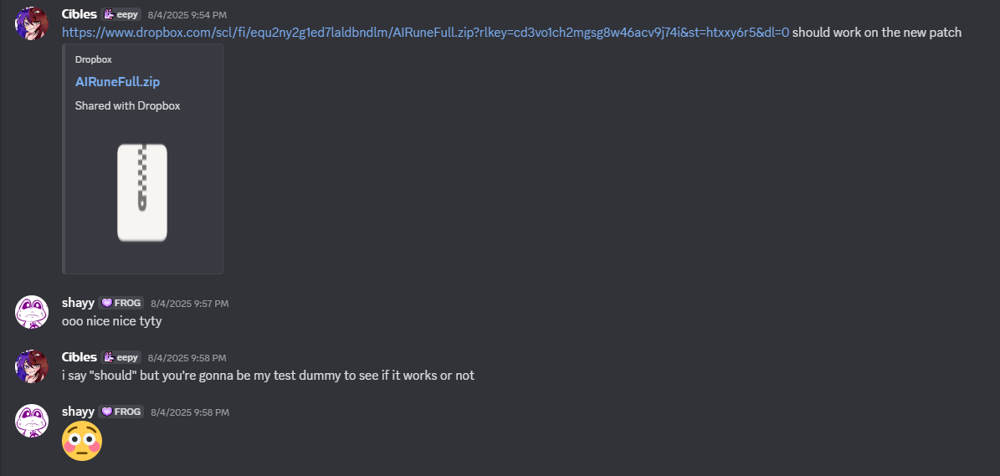 Cibles eepy 8/4/2025 9:54 PM
https://www.dropbox.com/scl/fi/equ2ny2g1ed7laldbndlm/AIRuneFull.zip?rlkey=cd3vo1ch2mgsg8w46acv9j74i&st=htxxy6r5&dl=0 should work on the new patch
Dropbox
AIRuneFull.zip
Shared with Dropbox
shayy FROG 8/4/2025 9:57 PM
ooo nice nice tyty
Cibles eepy 8/4/2025 9:58 PM
i say "should" but you're gonna be my test dummy to see if it works or not
shayy FROG 8/4/2025 9:58 PM